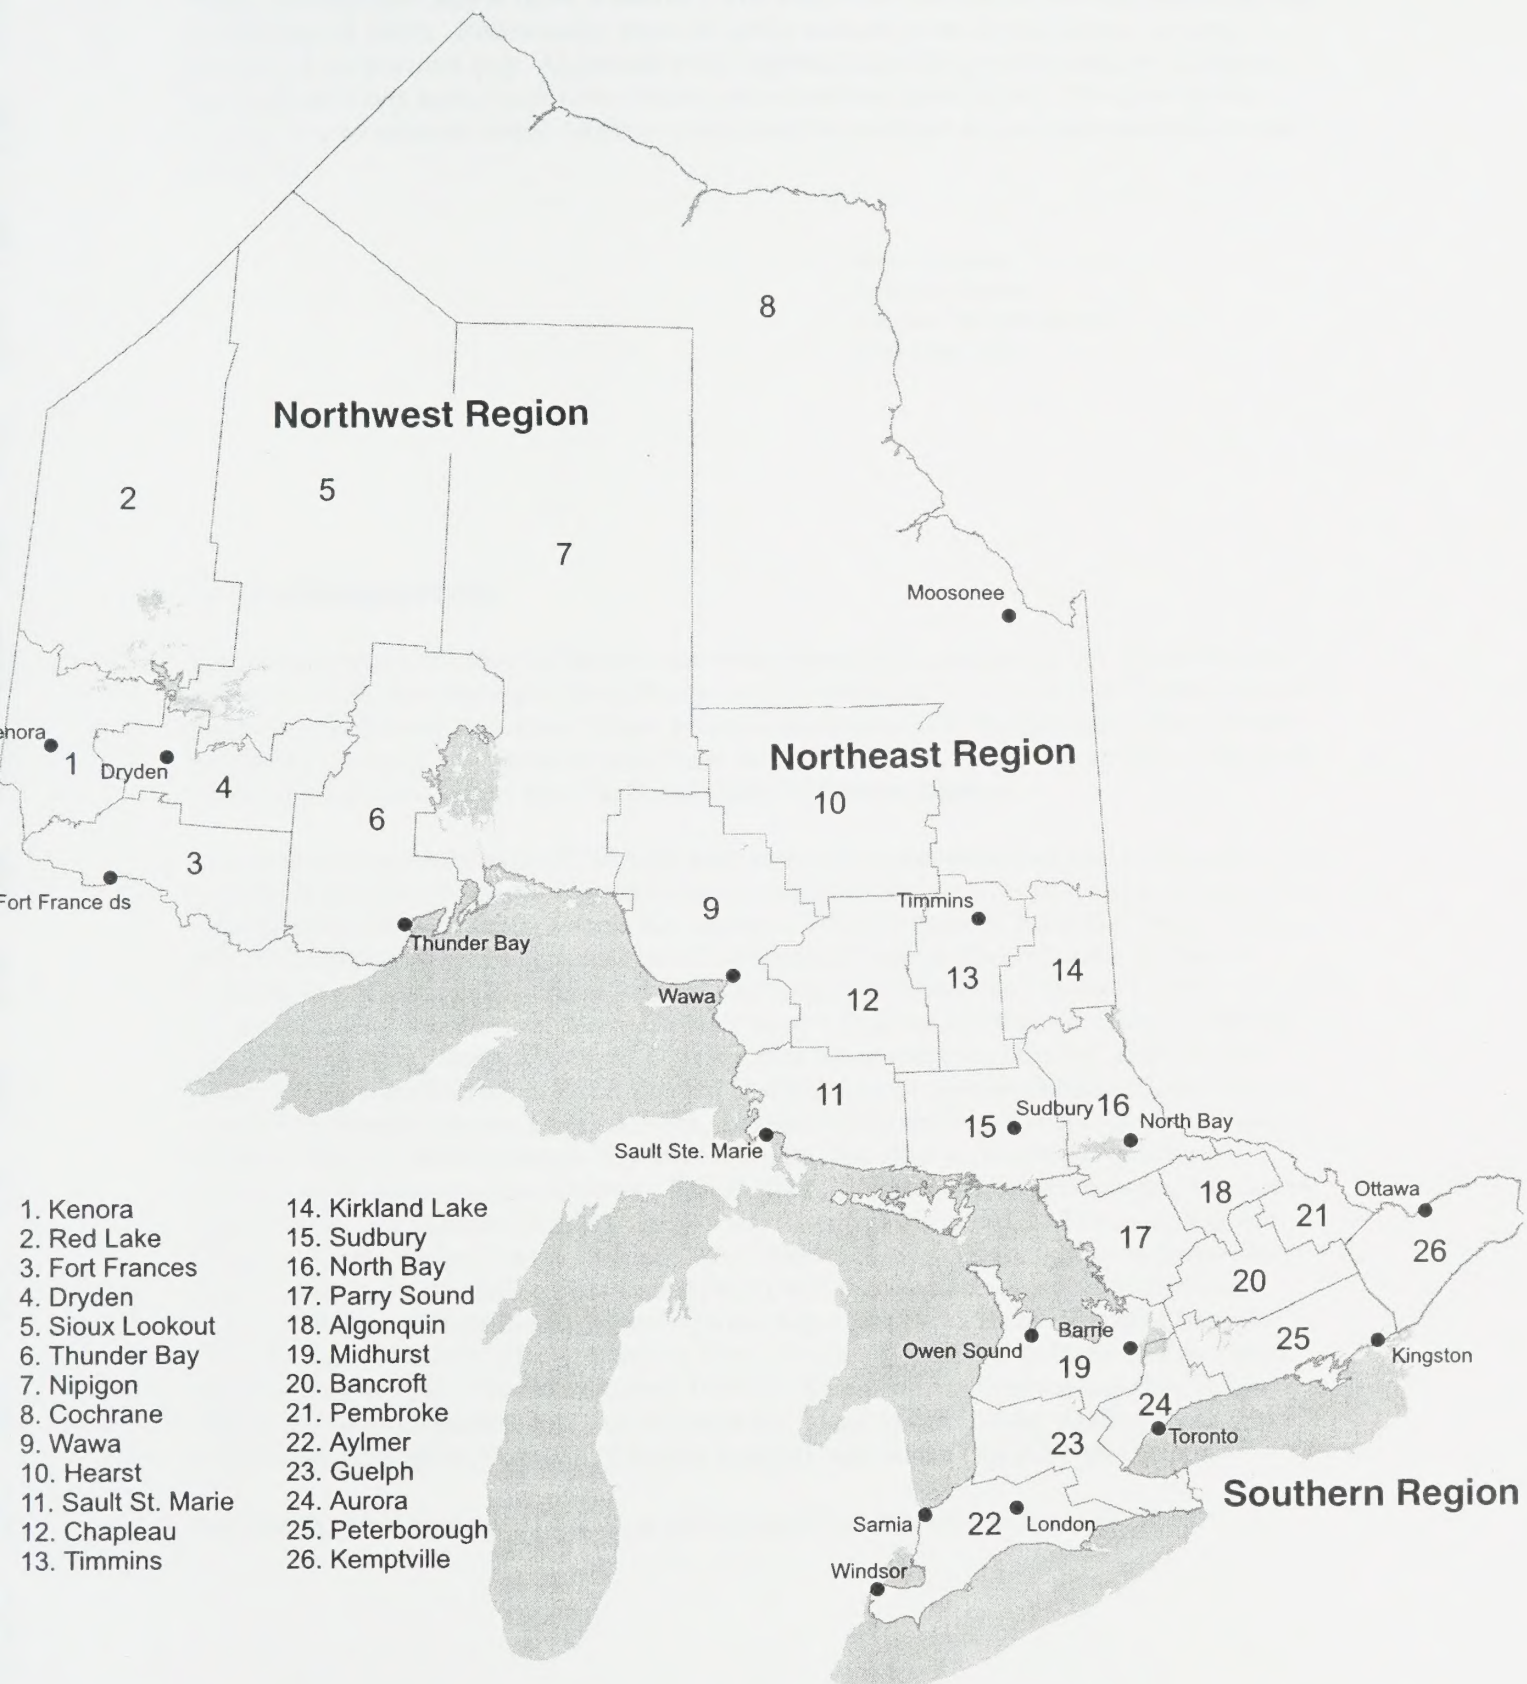 8
Northwest Region
2
5
7
Moosonee
enora
1
Dryden
4
6
3
Fort France ds
Thunder Bay
Northeast Region
10
9
Timmins
13
14
12
Wawa
11
Sault Ste. Marie
15
Sudbury
16
North Bay
18
Ottawa
21
17
26
20
Barrie
Owen Sound
19
25
Kingston
24
Toronto
23
Southern Region
Sarnia
22
London
Windsor
1. Kenora
2. Red Lake
3. Fort Frances
4. Dryden
5. Sioux Lookout
6. Thunder Bay
7. Nipigon
8. Cochrane
9. Wawa
10. Hearst
11. Sault St. Marie
12. Chapleau
13. Timmins
14. Kirkland Lake
15. Sudbury
16. North Bay
17. Parry Sound
18. Algonquin
19. Midhurst
20. Bancroft
21. Pembroke
22. Aylmer
23. Guelph
24. Aurora
25. Peterborough
26. Kemptville